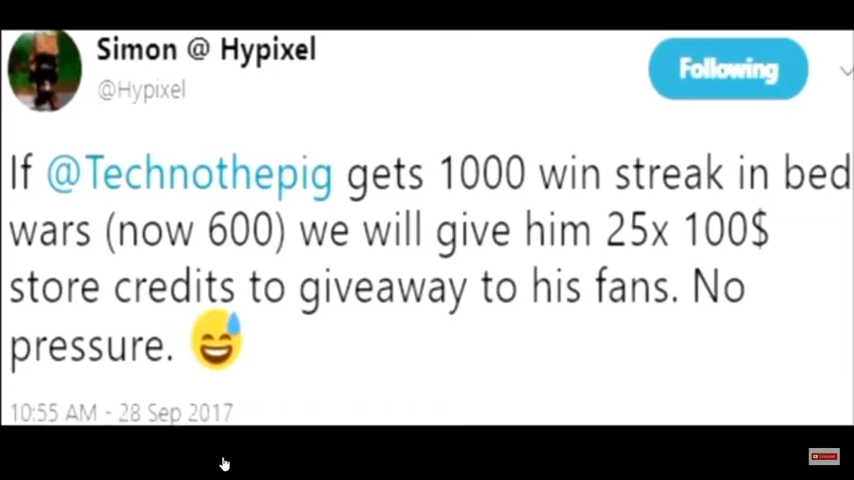 Simon @ Hypixel
@Hypixel
Following
If @Technothepig gets 1000 win streak in bed
wars (now 600) we will give him 25x 100$
store credits to giveaway to his fans. No
pressure. 😅
10:55 AM - 28 Sep 2017